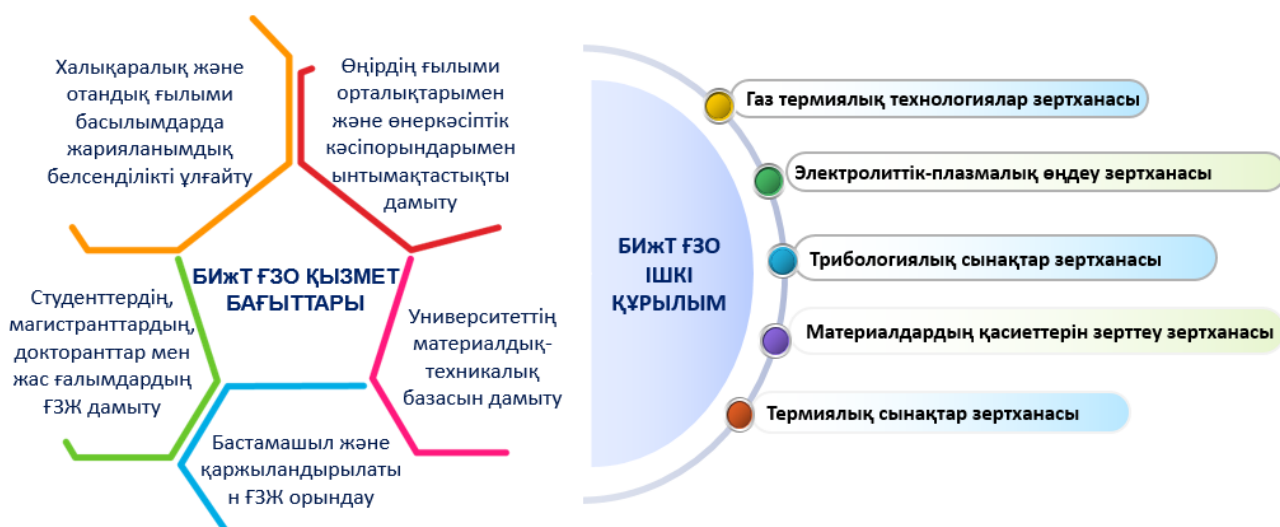 Халықаралық және
отандық ғылыми
басылымдарда
жарияланымдық
белсенділікті ұлғайту
Өңірдің ғылыми
орталықтарымен
және өнеркәсіптік
кәсіпорындарымен
ынтымақтастықты
дамыту
БИжТ ҒЗО ҚЫЗМЕТ
БАҒЫТТАРЫ
Студенттердің,
магистранттардың,
докторанттар мен
жас ғалымдардың
ҒЗЖ дамыту
Университеттің
материалдық-
техникалық
базасын дамыту
Бастамашыл және
қаржыландырылаты
н ҒЗЖ орындау
БИжТ ҒЗО
ІШКІ
ҚҰРЫЛЫМ
Газ термиялық технологиялар зертханасы
Электролиттік-плазмалық өңдеу зертханасы
Трибологиялық сынақтар зертханасы
Материалдардың қасиеттерін зерттеу зертханасы
Термиялық сынақтар зертханасы